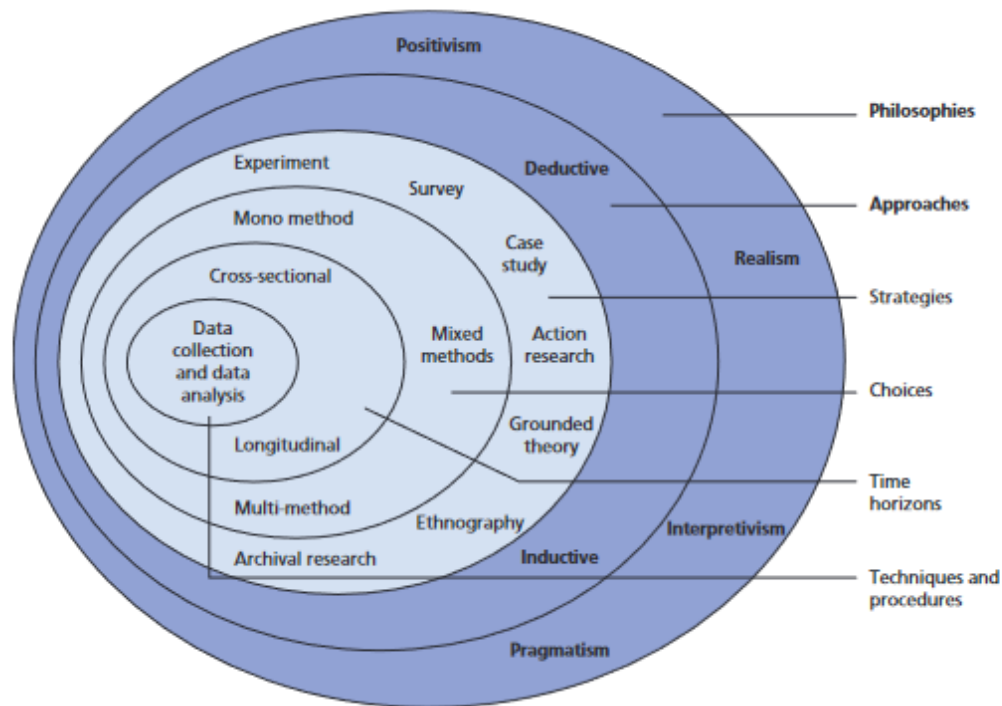 Positivism
Philosophies
Experiment
Deductive
Survey
Approaches
Mono method
Case
study
Realism
Cross-sectional
Strategies
Data
collection
and data
analysis
Mixed
methods
Action
research
Choices
Grounded
theory
Longitudinal
Time
horizons
Multi-method
Ethnography
Interpretivism
Archival research
Inductive
Techniques and
procedures
Pragmatism